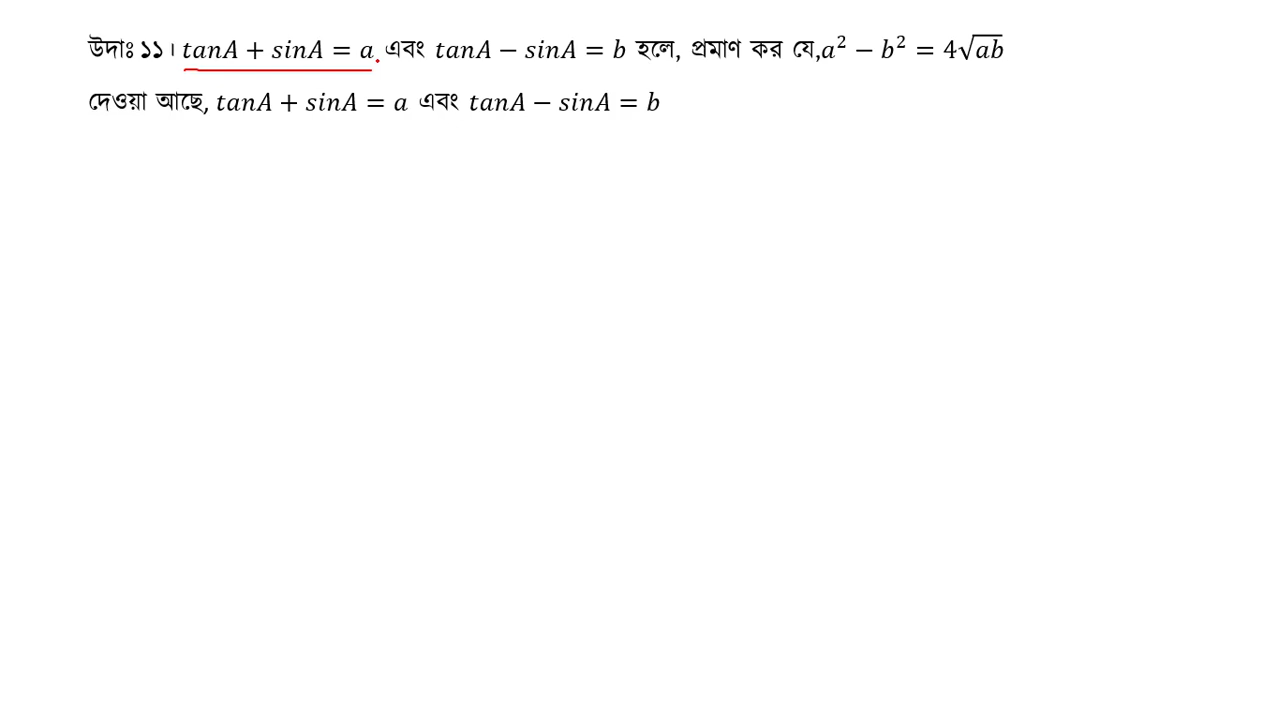 উদাঃ ১১। tanA + sinA = a এবং tanA − sinA = b হলে, প্রমাণ কর যে,a² − b² = 4√ab
দেওয়া আছে, tanA + sinA = a এবং tanA − sinA = b